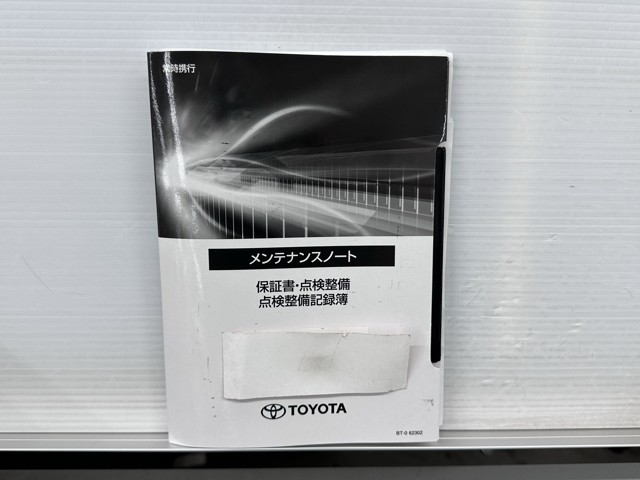 常時携行
メンテナンスノート
保証書・点検整備
点検整備記録簿
TOYOTA
BT-0 62302